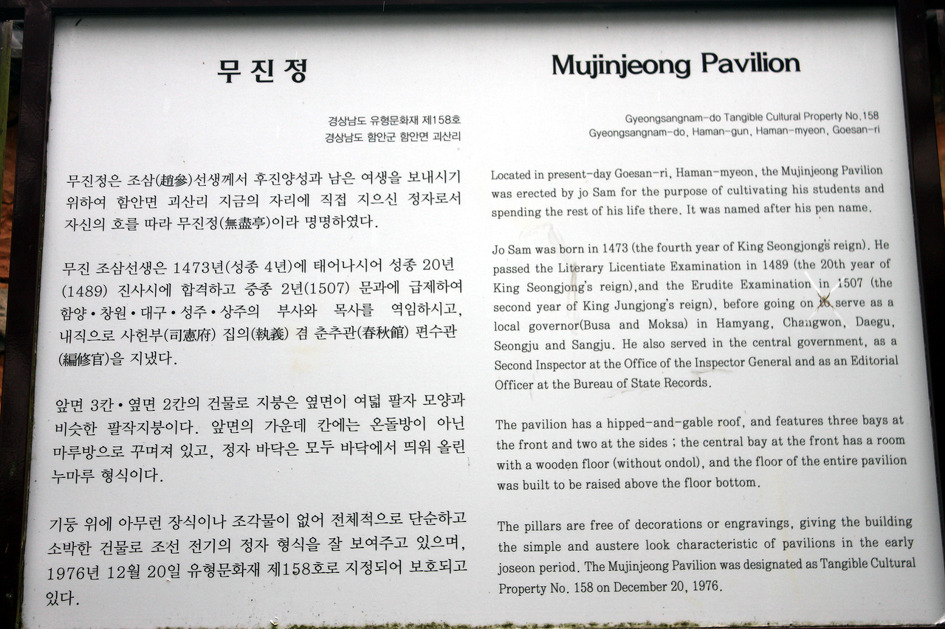 무진정
경상남도 유형문화재 제158호
경상남도 함안군 함안면 괴산리
무진정은 조삼(趙參)선생께서 후진양성과 남은 여생을 보내시기
위하여 함안면 괴산리 지금의 자리에 직접 지으신 정자로서
자신의 호를 따라 무진정(無盡亭)이라 명명하였다.
무진 조삼선생은 1473년(성종 4년)에 태어나시어 성종 20년
(1489) 진사시에 합격하고 중종 2년(1507) 문과에 급제하여
함양·창원·대구·성주·상주의 부사와 목사를 역임하시고,
내직으로 사헌부(司憲府) 집의(執義) 겸 춘추관(春秋館) 편수관
(編修官)을 지냈다.
앞면 3칸·옆면 2칸의 건물로 지붕은 옆면이 여덟 팔자 모양과
비슷한 팔작지붕이다. 앞면의 가운데 칸에는 온돌방이 아닌
마루방으로 꾸며져 있고, 정자 바닥은 모두 바닥에서 띄워 올린
누마루 형식이다.
기둥 위에 아무런 장식이나 조각물이 없어 전체적으로 단순하고
소박한 건물로 조선 전기의 정자 형식을 잘 보여주고 있으며,
1976년 12월 20일 유형문화재 제158호로 지정되어 보호되고
있다.
Mujinjeong Pavilion
Gyeongsangnam-do Tangible Cultural Property No.158
Gyeongsangnam-do, Haman-gun, Haman-myeon, Goesan-ri
Located in present-day Goesan-ri, Haman-myeon, the Mujinjeong Pavilion
was erected by jo Sam for the purpose of cultivating his students and
spending the rest of his life there. It was named after his pen name.
Jo Sam was born in 1473 (the fourth year of King Seongjong's reign). He
passed the Literary Licentiate Examination in 1489 (the 20th year of
King Seongjong's reign),and the Erudite Examination in 1507 (the
second year of King Jungjong's reign), before going on to serve as a
local governor(Busa and Moksa) in Hamyang, Changwon, Daegu,
Seongju and Sangju. He also served in the central government, as a
Second Inspector at the Office of the Inspector General and as an Editorial
Officer at the Bureau of State Records.
The pavilion has a hipped-and-gable roof, and features three bays at
the front and two at the sides ; the central bay at the front has a room
with a wooden floor (without ondol), and the floor of the entire pavilion
was built to be raised above the floor bottom.
The pillars are free of decorations or engravings, giving the building
the simple and austere look characteristic of pavilions in the early
joseon period. The Mujinjeong Pavilion was designated as Tangible Cultural
Property No. 158 on December 20, 1976.